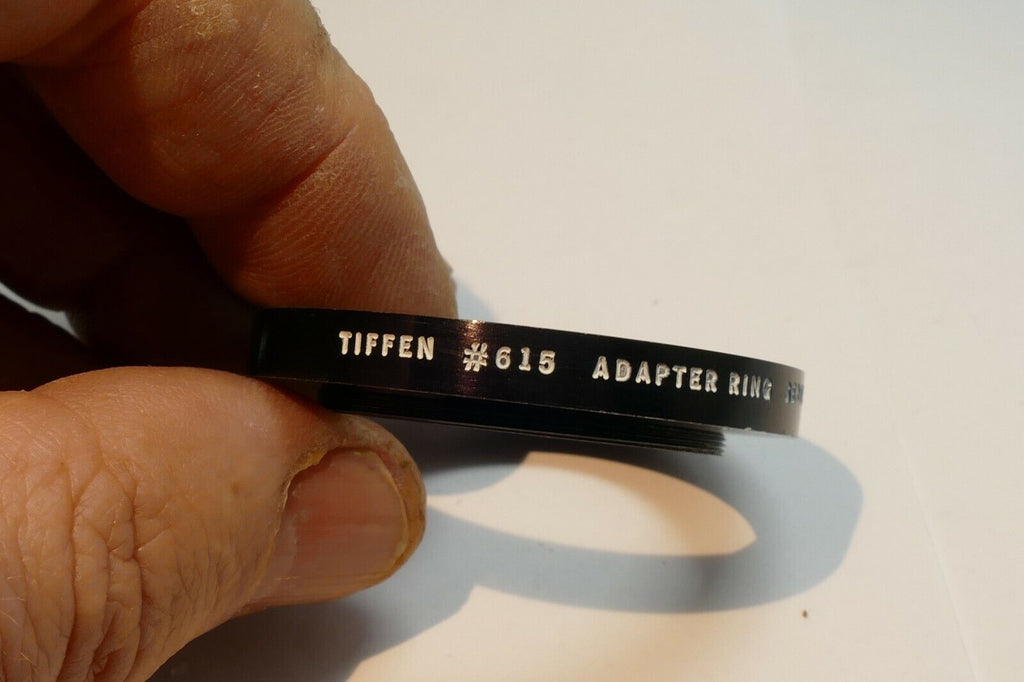 TIFFEN #615 ADAPTER RING